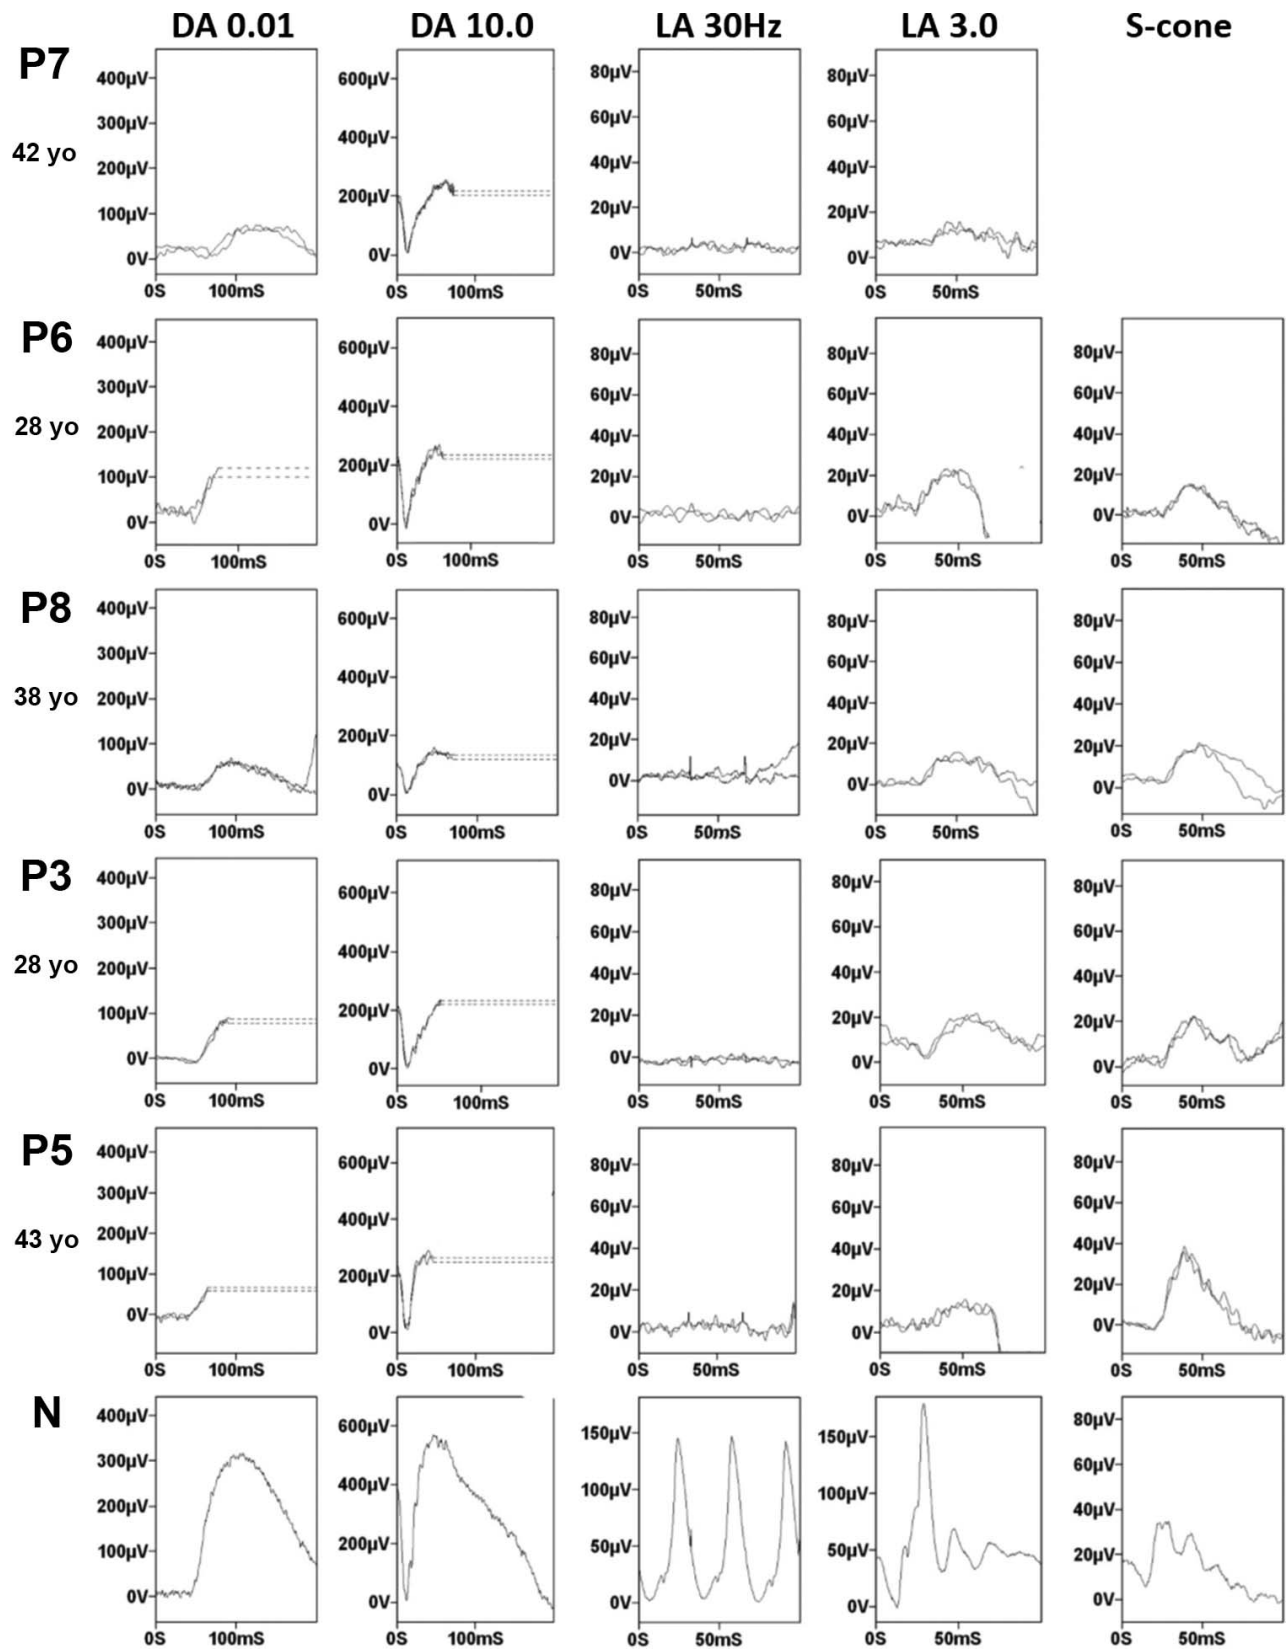 DA 0.01 DA 10.0 LA 30Hz LA 3.0 S-cone
P7
42 yo
400µV 600µV 80µV 80µV
300µV 400µV 60µV 60µV
200µV 200µV 40µV 40µV
100µV 0V 20µV 20µV
0V 0V 0V
0S 100mS 0S 100mS 0S 50mS 0S 50mS
P6
28 yo
400µV 600µV 80µV 80µV 80µV
300µV 400µV 60µV 60µV 60µV
200µV 200µV 40µV 40µV 40µV
100µV 0V 20µV 20µV 20µV
0V 0V 0V 0V
0S 100mS 0S 100mS 0S 50mS 0S 50mS 0S 50mS
P8
38 yo
400µV 600µV 80µV 80µV 80µV
300µV 400µV 60µV 60µV 60µV
200µV 200µV 40µV 40µV 40µV
100µV 0V 20µV 20µV 20µV
0V 0V 0V 0V
0S 100mS 0S 100mS 0S 50mS 0S 50mS 0S 50mS
P3
28 yo
400µV 600µV 80µV 80µV 80µV
300µV 400µV 60µV 60µV 60µV
200µV 200µV 40µV 40µV 40µV
100µV 0V 20µV 20µV 20µV
0V 0V 0V 0V
0S 100mS 0S 100mS 0S 50mS 0S 50mS 0S 50mS
P5
43 yo
400µV 600µV 80µV 80µV 80µV
300µV 400µV 60µV 60µV 60µV
200µV 200µV 40µV 40µV 40µV
100µV 0V 20µV 20µV 20µV
0V 0V 0V 0V
0S 100mS 0S 100mS 0S 50mS 0S 50mS 0S 50mS
N
400µV 600µV 150µV 150µV 80µV
300µV 400µV 100µV 100µV 60µV
200µV 200µV 50µV 50µV 40µV
100µV 0V 0V 0V 20µV
0V 0V
0S 100mS 0S 100mS 0S 50mS 0S 50mS 0S 50mS